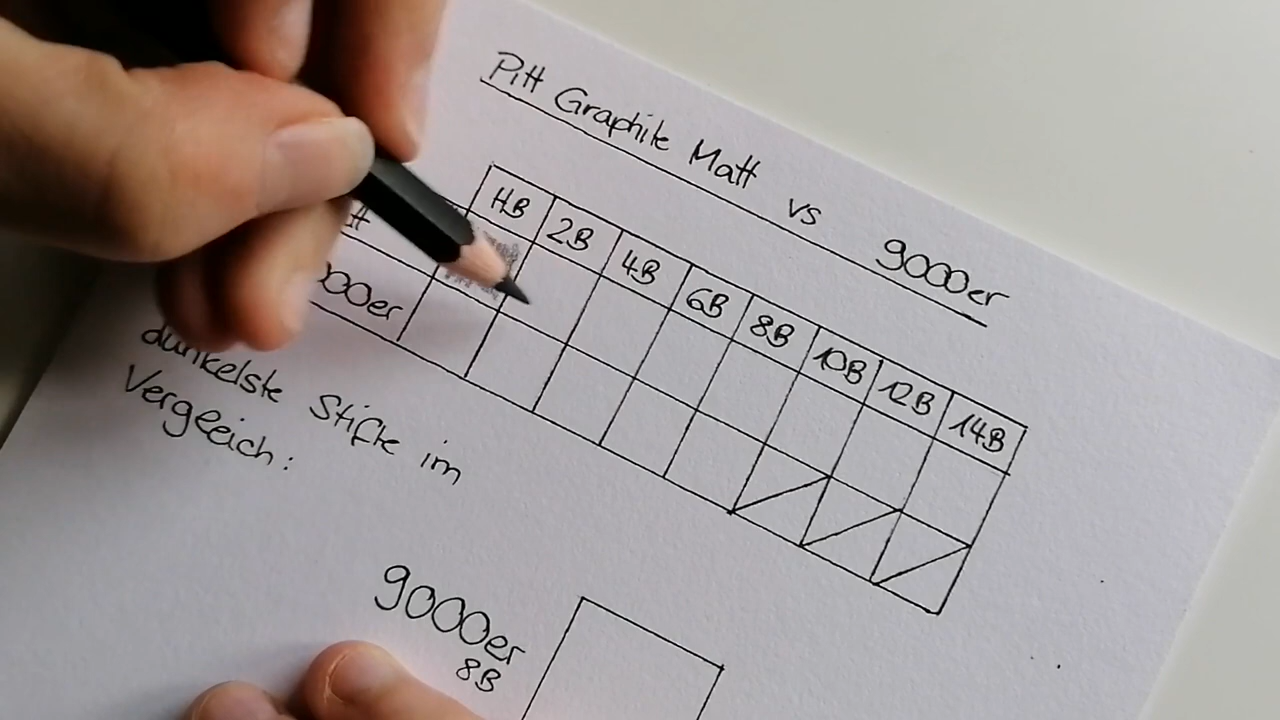 Pitt Graphite Matt vs 9000er
HB 2B 4B 6B 8B 10B 12B 14B
dunkelste Stifte im
Vergleich:
9000er
8B